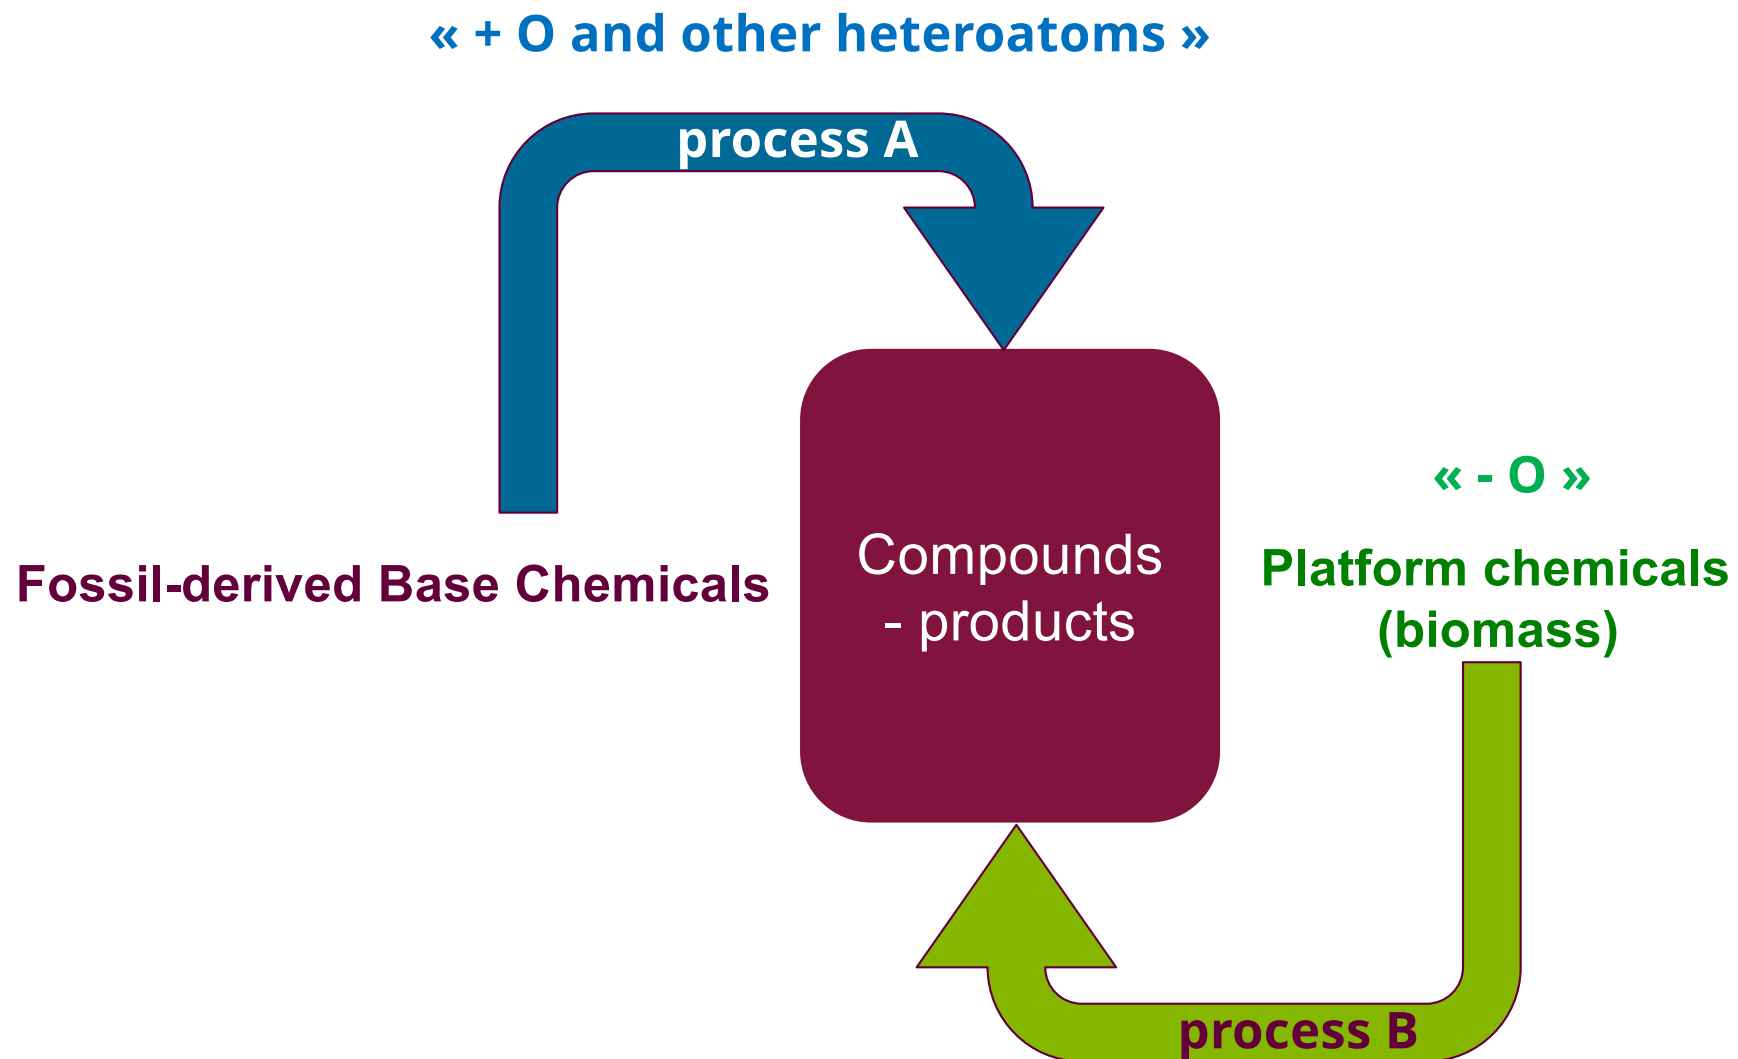 « + O and other heteroatoms »
process A
Fossil-derived Base Chemicals
Compounds
- products
« - O »
Platform chemicals
(biomass)
process B